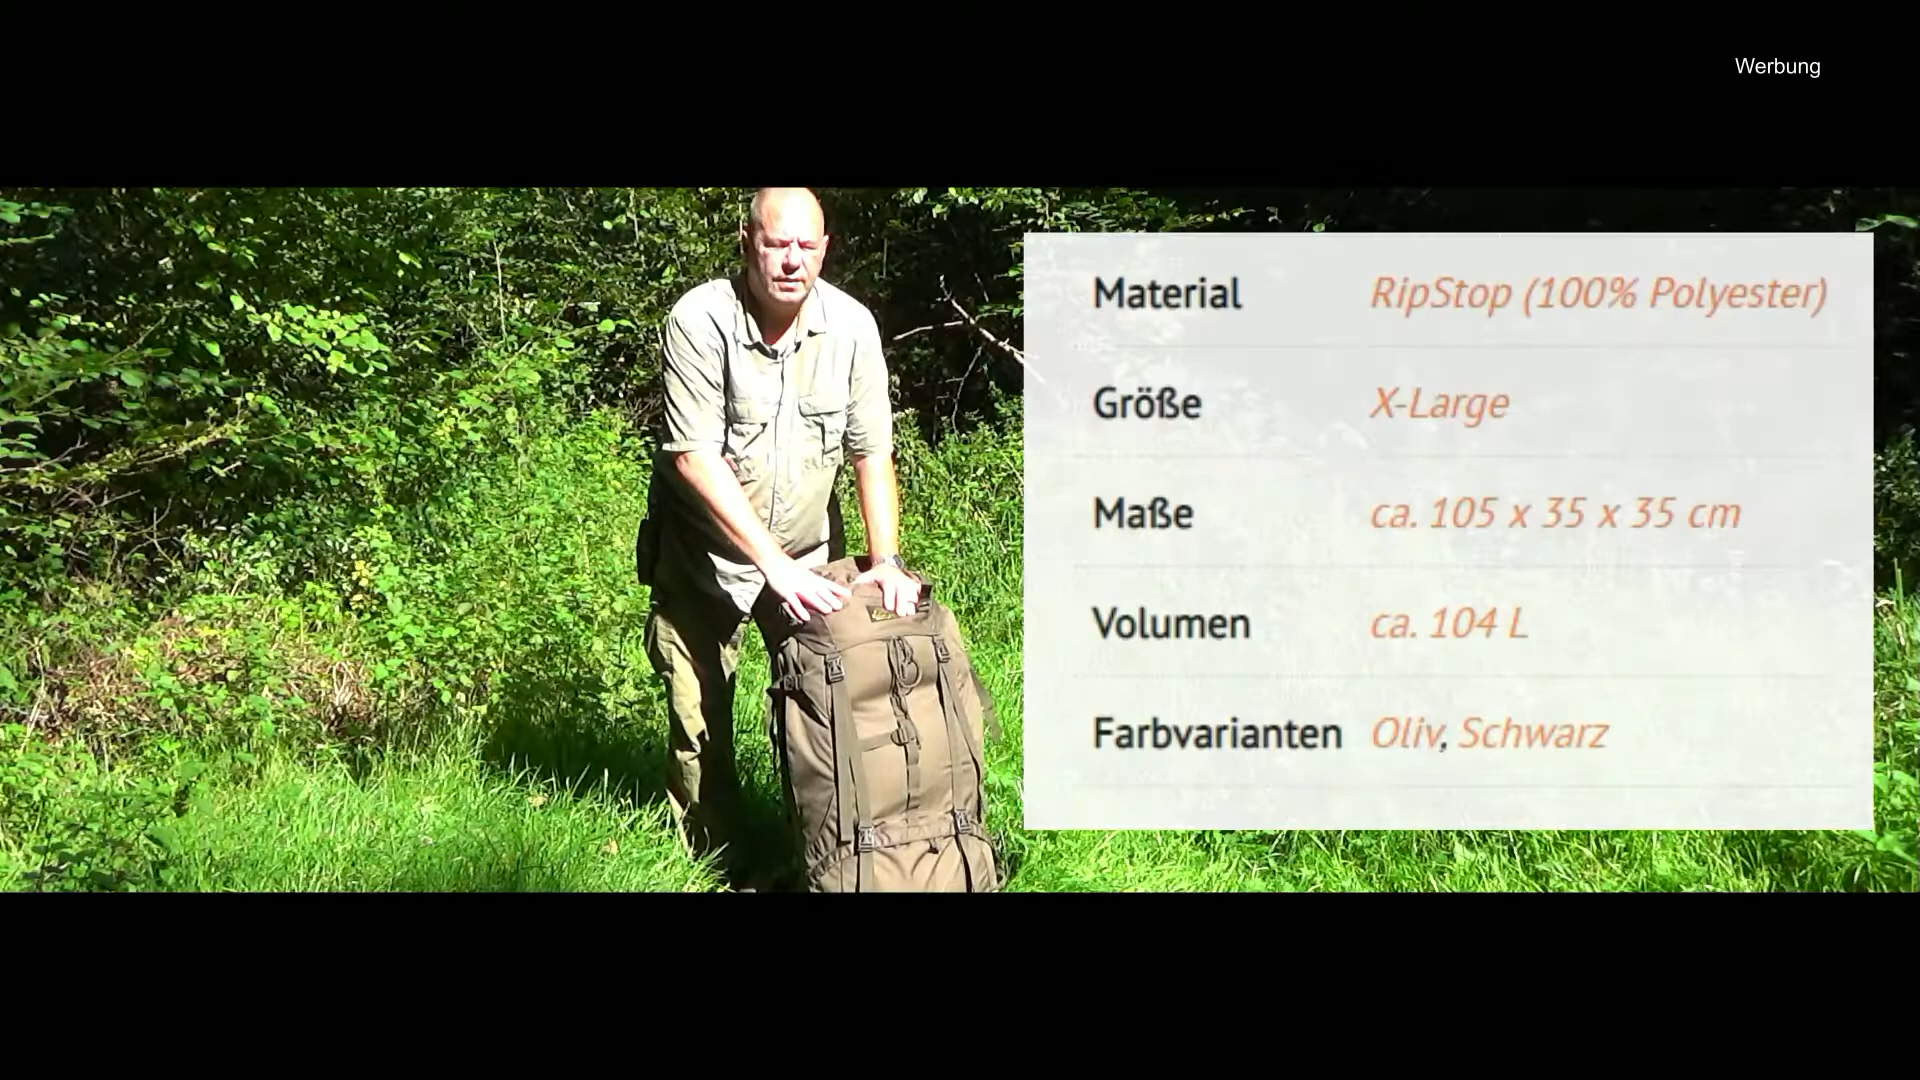 Werbung
Material RipStop (100% Polyester)
Größe X-Large
Maße ca. 105 x 35 x 35 cm
Volumen ca. 104 L
Farbvarianten Oliv, Schwarz